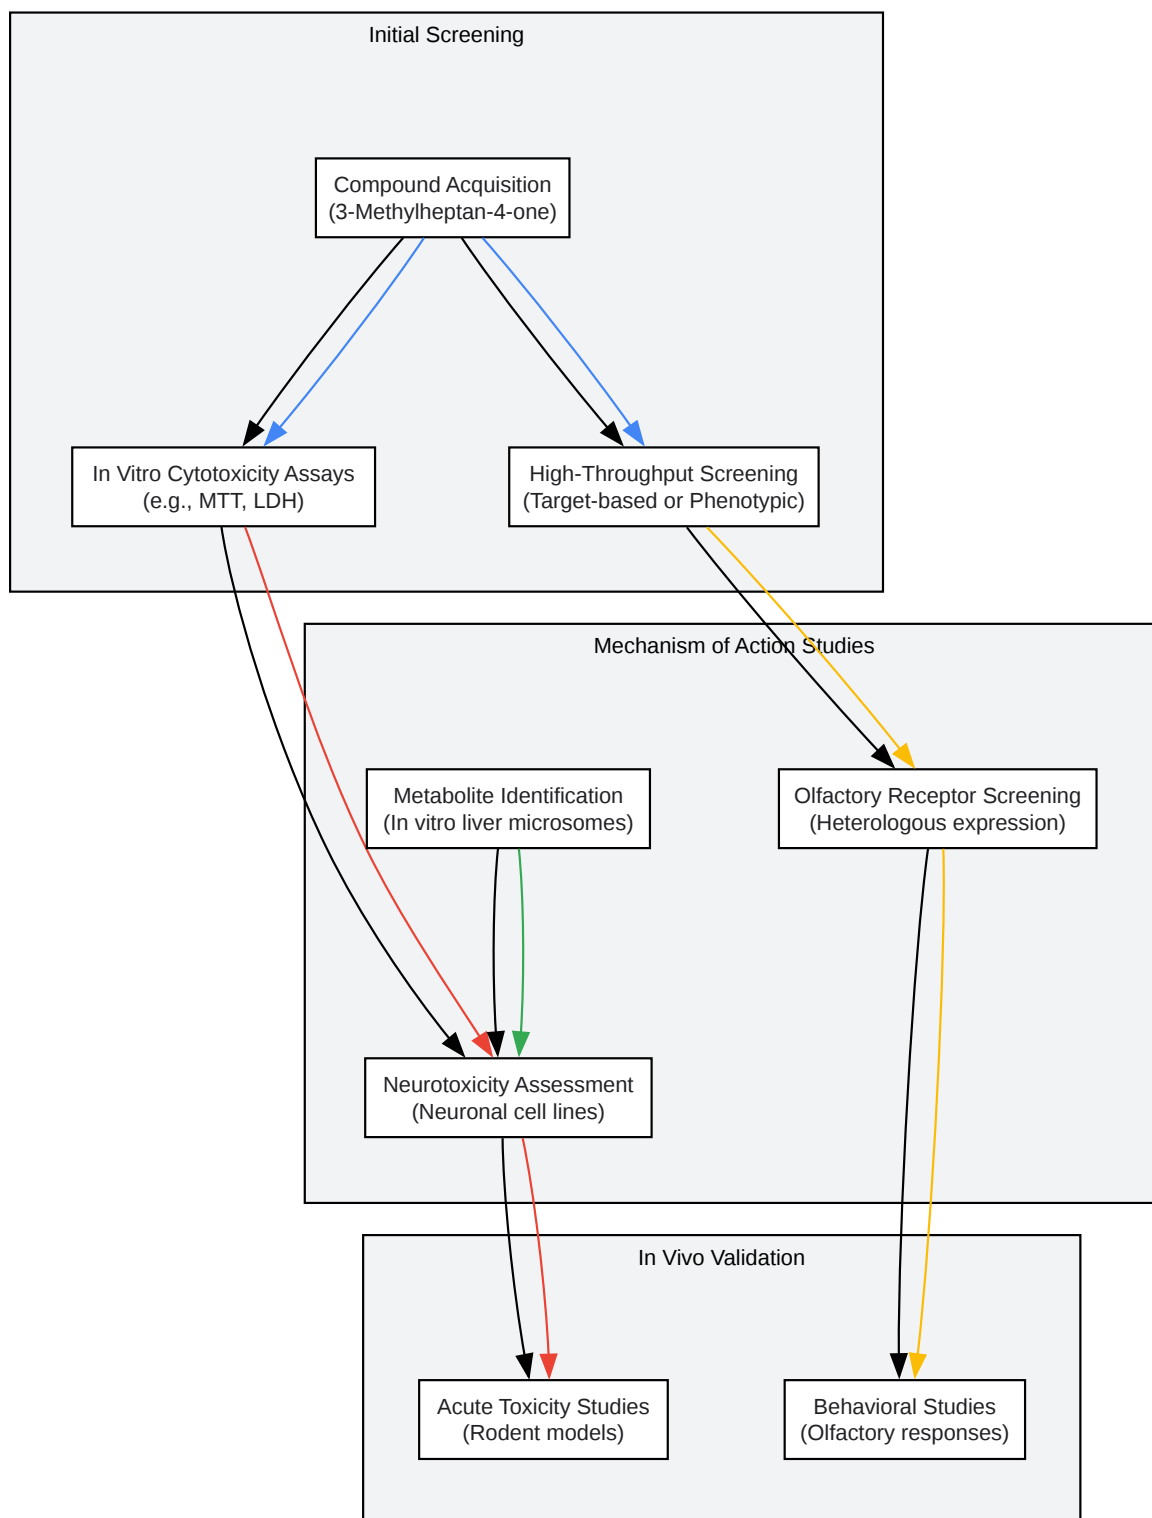 Initial Screening
Compound Acquisition
(3-Methylheptan-4-one)
In Vitro Cytotoxicity Assays
(e.g., MTT, LDH)
High-Throughput Screening
(Target-based or Phenotypic)
Mechanism of Action Studies
Metabolite Identification
(In vitro liver microsomes)
Olfactory Receptor Screening
(Heterologous expression)
Neurotoxicity Assessment
(Neuronal cell lines)
In Vivo Validation
Acute Toxicity Studies
(Rodent models)
Behavioral Studies
(Olfactory responses)